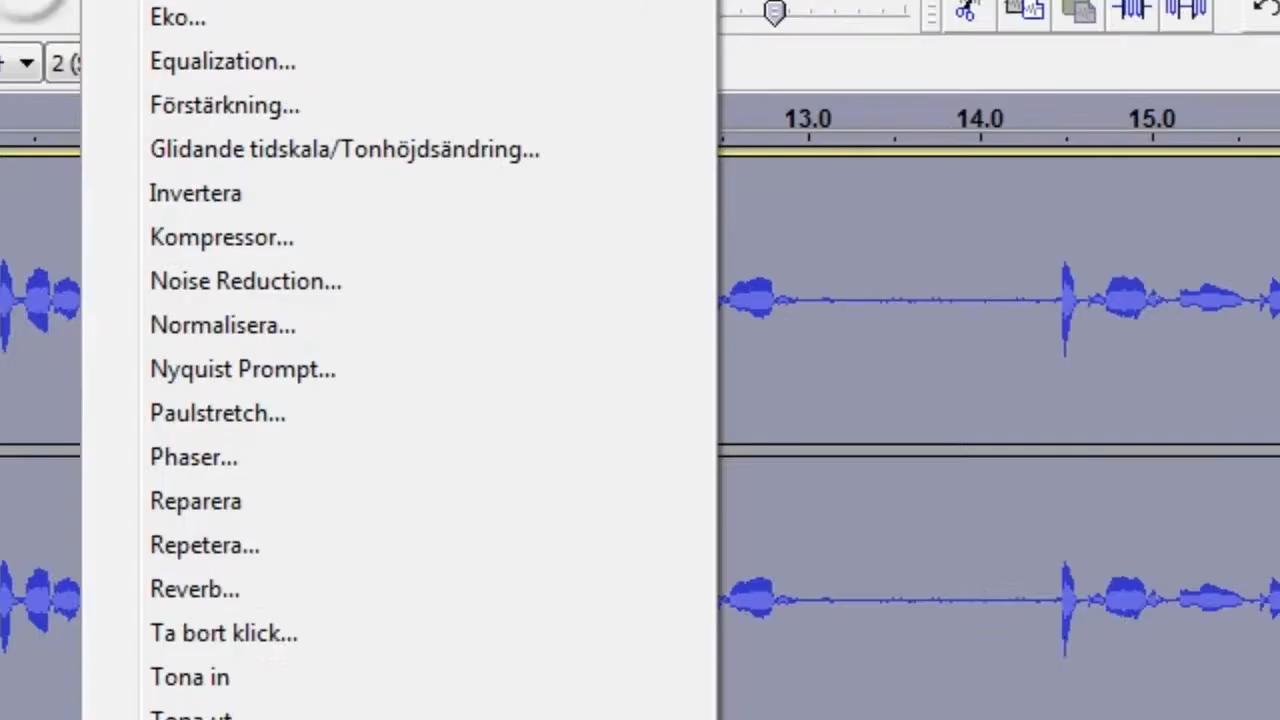 Eko...
Equalization...
2 (
Förstärkning...
13.0 14.0 15.0
Glidande tidskala/Tonhöjdsändring...
Invertera
Kompressor...
Noise Reduction...
Normalisera...
Nyquist Prompt...
Paulstretch...
Phaser...
Reparera
Repetera...
Reverb...
Ta bort klick...
Tona in
Tona ut